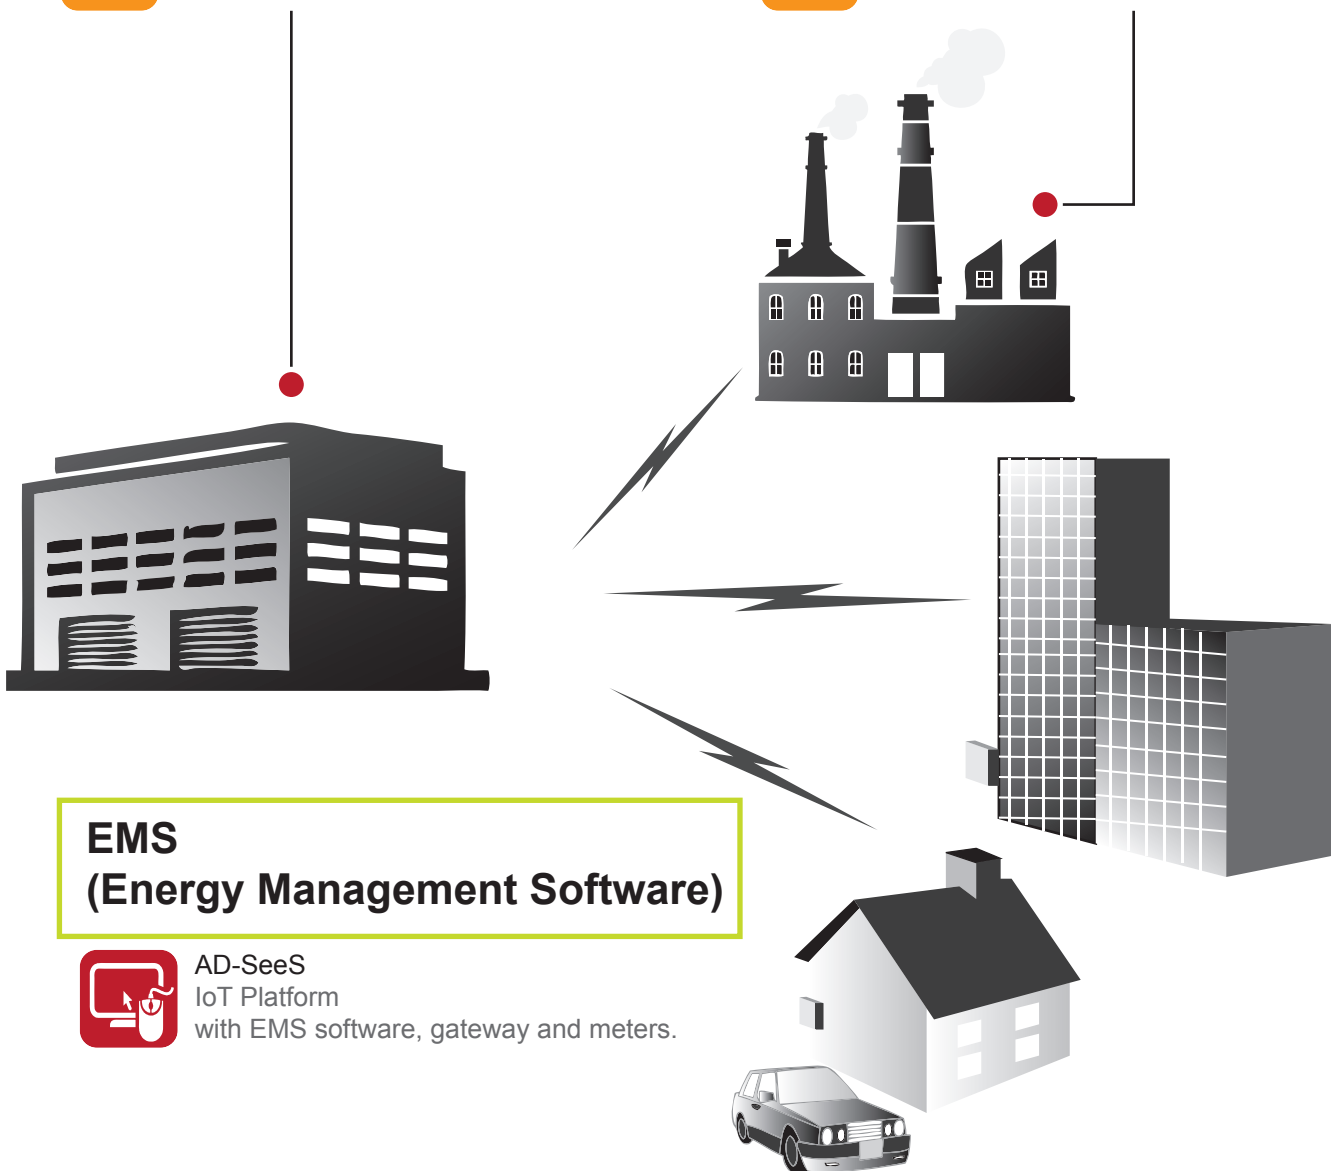 EMS
(Energy Management Software)
AD-SeeS
IoT Platform
with EMS software, gateway and meters.